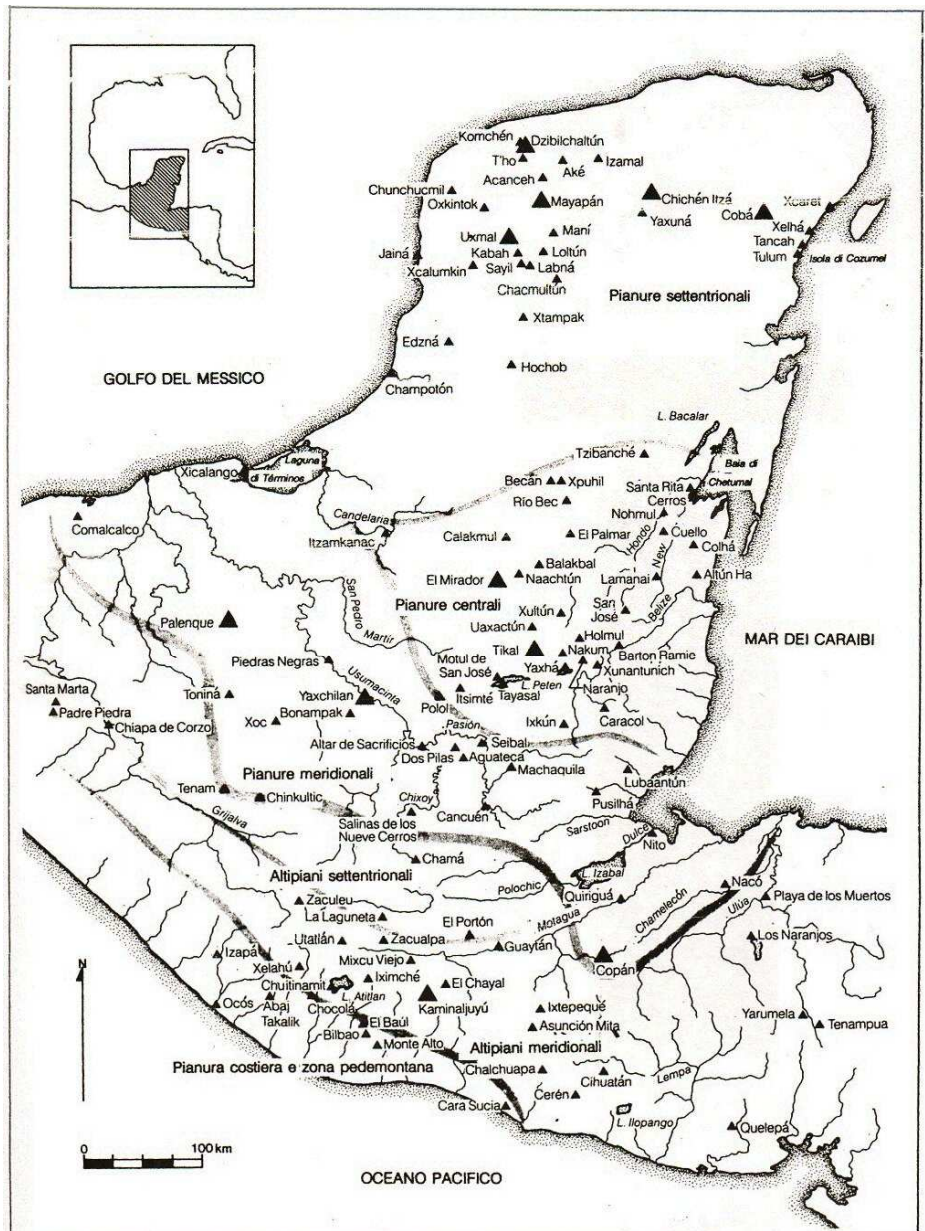 Komchén
Dzibilchaltún
T'ho
Aké
Izamal
Acanceh
Chunchucmil
Oxkintok
Mayapán
Chichén Itzá
Yaxuná
Cobá
Xcaret
Xelhá
Tancah
Tulum
Isola di Cozumel
Uxmal
Maní
Jainá
Kabah
Loltún
Xcalumkin
Sayil
Labná
Chacmultún
Pianure settentrionali
Xtampak
Edzná
Hochob
GOLFO DEL MESSICO
Champotón
L. Bacalar
Tzibanché
Laguna
di Términos
Xicalango
Baia di
Chetumal
Becán
Xpuhil
Santa Rita
Cerros
Río Bec
Nohmul
Candelaria
Comalcalco
Itzamkanac
Calakmul
El Palmar
Hondo
New
Cuello
Colhá
Balakbal
El Mirador
Naachtún
Lamanai
Altún Ha
San Pedro
Martir
Pianure centrali
Xultún
San
José
Belize
Palenque
Uaxactún
Holmul
MAR DEI CARAIBI
Tikal
Nakum
Barton Ramie
Piedras Negras
Motul de
San José
Yaxhá
Xunantunich
Santa Marta
Usumacinta
L. Peten
Tayasal
Naranjo
Toniná
Yaxchilan
Itsimté
Padre Piedra
Polol
Xoc
Bonampak
Ixkún
Caracol
Chiapa de Corzo
Pasión
Seibal
Altar de Sacrificios
Dos Pilas
Aguateca
Machaquila
Lubaantún
Pianure meridionali
Pusilhá
Tenam
Chinkultic
Chixoy
Cancuén
Grijalva
Salinas de los
Nueve Cerros
Sarstoon
Dulce
Nito
Chamá
L. Izabal
Altipiani settentrionali
Polochic
Nacó
Quiriguá
Chamelecón
Ulúa
Playa de los Muertos
Zaculeu
La Laguneta
El Portón
Motagua
Los Naranjos
Utatlán
Zacualpa
Guaytán
Izapá
Mixcu Viejo
Copán
N
Xelahú
Iximché
El Chayal
Chuitinamit
L. Atitlan
Ocós
Abaj
Takalik
Chocolá
Kaminaljuyú
Ixtepequé
El Baúl
Asunción Mita
Yarumela
Tenampua
Bilbao
Monte Alto
Altipiani meridionali
Pianura costiera e zona pedemontana
Chalchuapa
Cihuatán
Lempa
Cerén
Cara Sucia
L. Ilopango
Quelepá
0
100 km
OCEANO PACIFICO